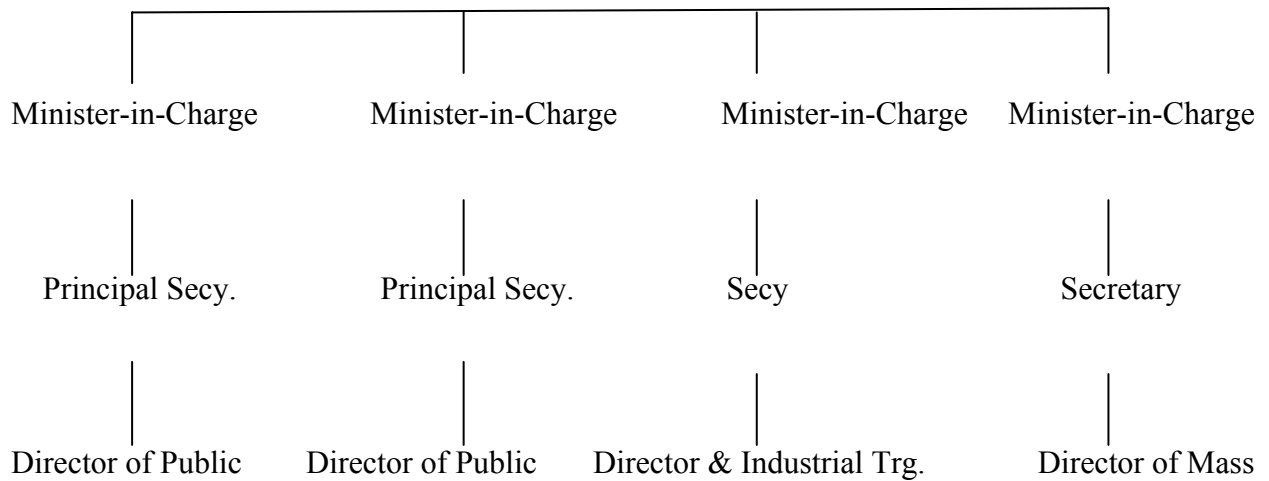 Minister-in-Charge Minister-in-Charge Minister-in-Charge Minister-in-Charge
Principal Secy. Principal Secy. Secy Secretary
Director of Public Director of Public Director & Industrial Trg. Director of Mass